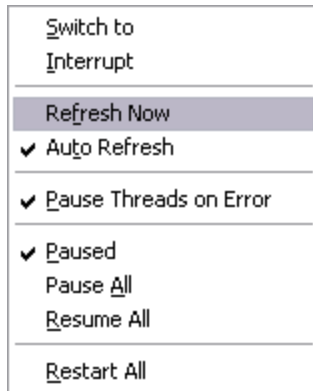 Switch to
Interrupt
Refresh Now
Auto Refresh
Pause Threads on Error
Paused
Pause All
Resume All
Restart All